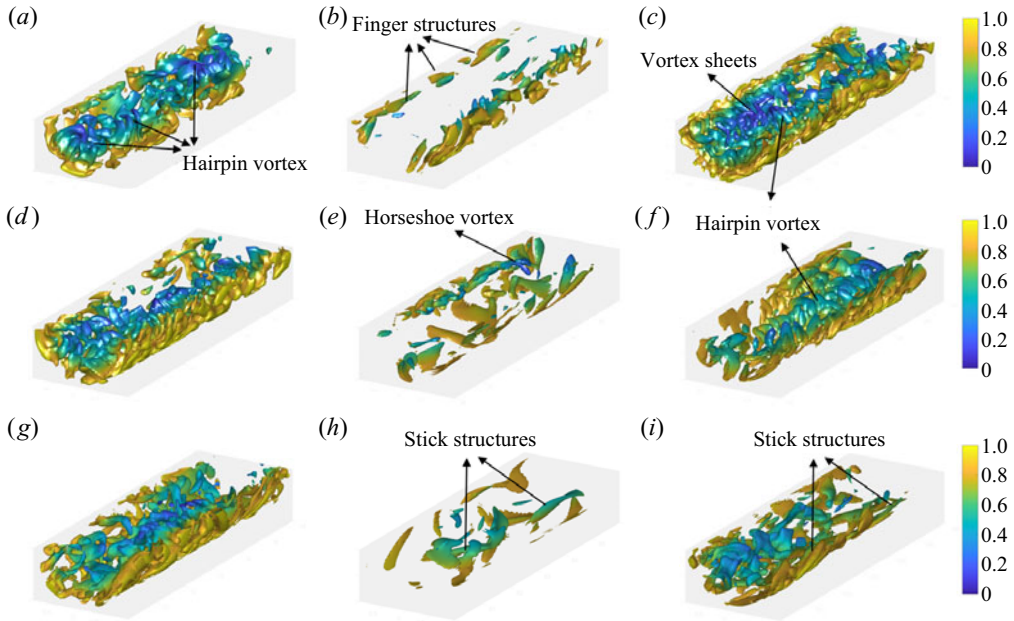 (a)
(b)
(c)
Finger structures
Vortex sheets
Hairpin vortex
1.0
0.8
0.6
0.4
0.2
0
(d)
(e)
(f)
Horseshoe vortex
Hairpin vortex
1.0
0.8
0.6
0.4
0.2
0
(g)
(h)
(i)
Stick structures
Stick structures
1.0
0.8
0.6
0.4
0.2
0